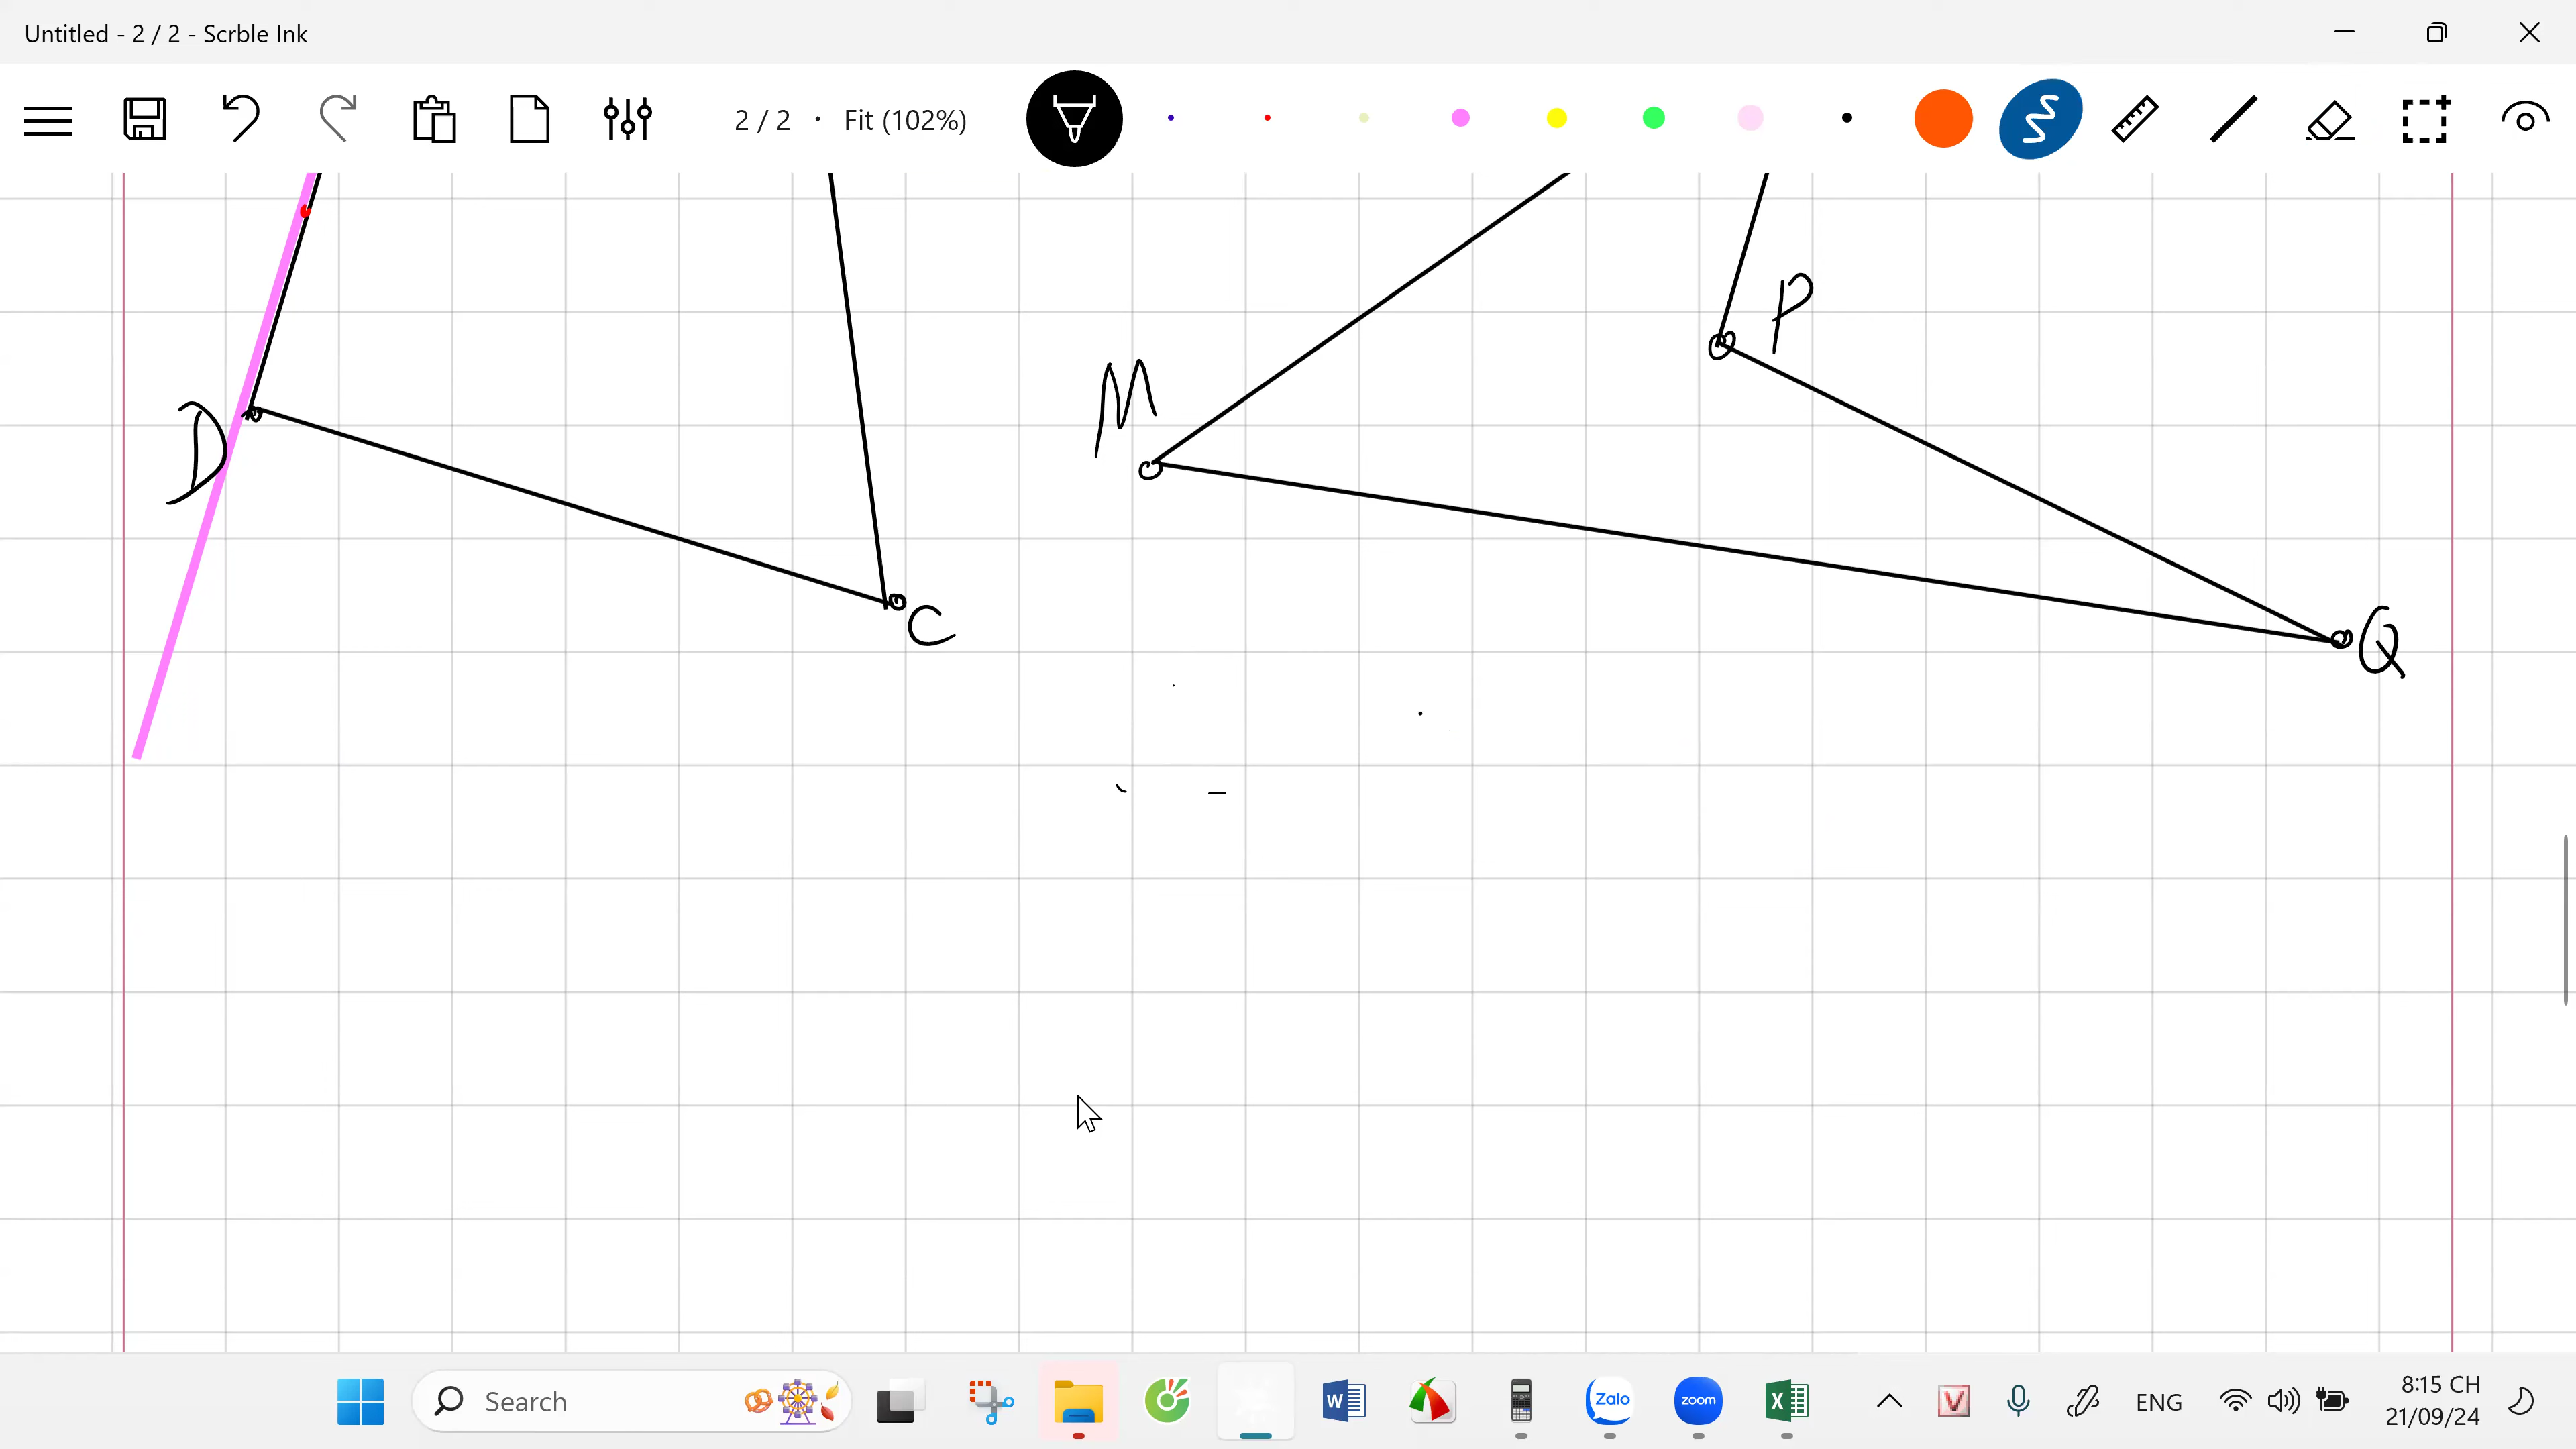 Untitled - 2 / 2 - Scrble Ink
2 / 2 · Fit (102%)
P
M
D
C
Q
Search
W
Zalo
zoom
X
V
ENG
8:15 CH
21/09/24